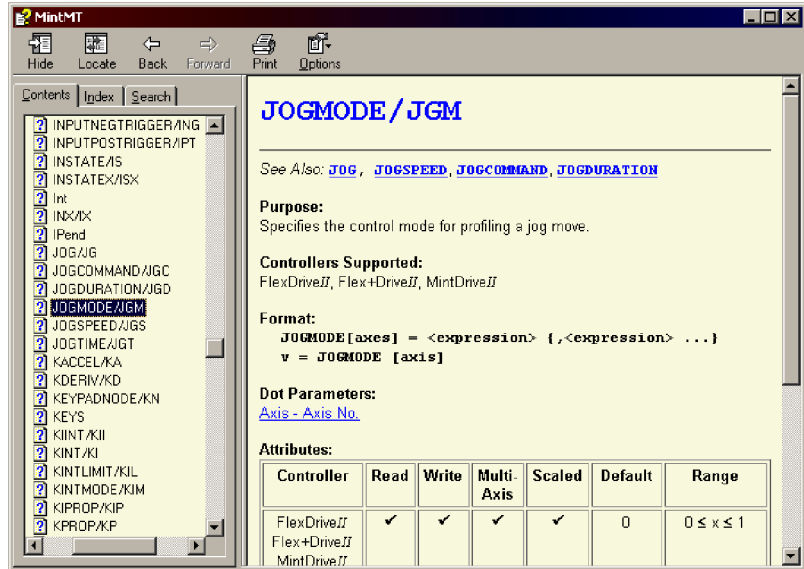 MintMT
Hide Locate Back Forward Print Options
Contents Index Search
INPUTNEGTRIGGER/ING
INPUTPOSTRIGGER/IPT
INSTATE/IS
INSTATEX/ISX
Int
INX/IX
IPend
JOG/JG
JOGCOMMAND/JGC
JOGDURATION/JGD
JOGMODE/JGM
JOGSPEED/JGS
JOGTIME/JGT
KACCEL/KA
KDERIV/KD
KEYPADNODE/KN
KEYS
KIINT/KII
KINT/KI
KINTLIMIT/KIL
KINTMODE/KIM
KIPROP/KIP
KPROP/KP
JOGMODE/JGM
See Also: JOG, JOGSPEED, JOGCOMMAND, JOGDURATION
Purpose:
Specifies the control mode for profiling a jog move.
Controllers Supported:
FlexDriveII, Flex+DriveII, MintDriveII
Format:
JOGMODE[axes] = <expression> {,<expression> ...}
v = JOGMODE [axis]
Dot Parameters:
Axis - Axis No.
Attributes:
Controller Read Write Multi-Axis Scaled Default Range
FlexDriveII ✓ ✓ ✓ ✓ 0 0 ≤ x ≤ 1
Flex+DriveII
MintDriveII